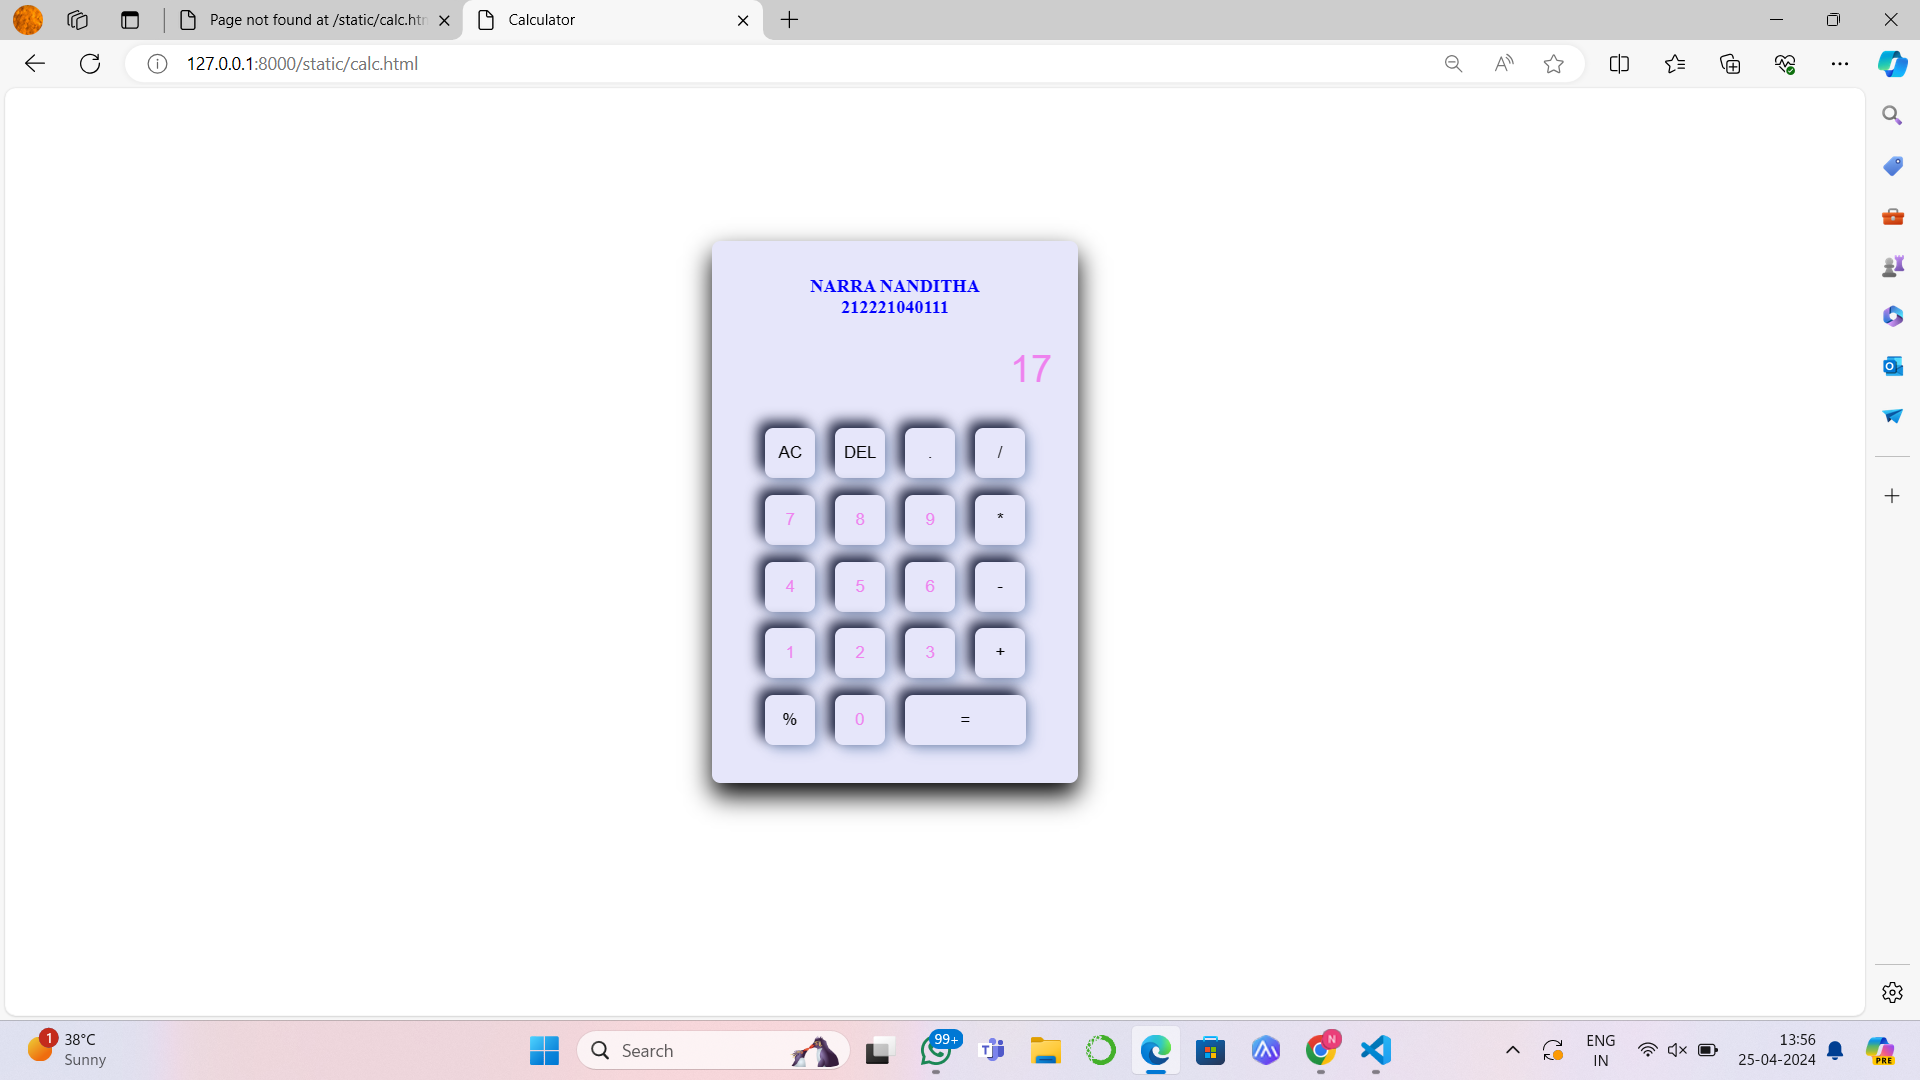 Page not found at /static/calc.htm
Calculator
127.0.0.1:8000/static/calc.html
NARRA NANDITHA
212221040111
17
AC DEL . /
7 8 9 *
4 5 6 -
1 2 3 +
% 0 =
1
38°C
Sunny
Search
99+
N
ENG
IN
13:56
25-04-2024
PRE